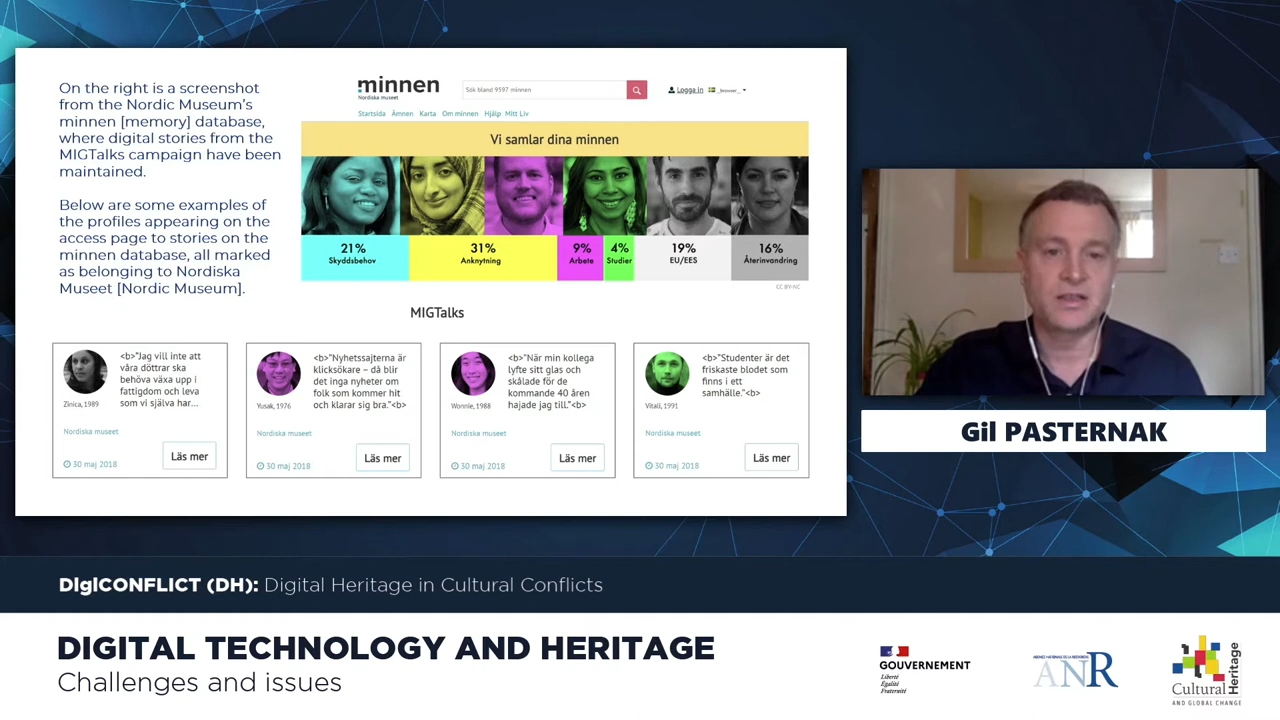 On the right is a screenshot
from the Nordic Museum's
minnen [memory] database,
where digital stories from the
MIGTalks campaign have been
maintained.
Below are some examples of
the profiles appearing on the
access page to stories on the
minnen database, all marked
as belonging to Nordiska
Museet [Nordic Museum].
minnen
Nordiska museet
Sök bland 9597 minnen
Logga in
_browser_
Startsida Ämnen Karta Om minnen Hjälp Mitt Liv
Vi samlar dina minnen
21% 31% 9% 4% 19% 16%
Skyddsbehov Anknytning Arbete Studier EU/EES Återinvandring
CC BY-NC
MIGTalks
<b>"Jag vill inte att
våra döttrar ska
behöva växa upp i
fattigdom och leva
som vi själva har...
Zinica, 1989
Nordiska museet
30 maj 2018
Läs mer
<b>"Nyhetssajterna är
klicksökare – då blir
det inga nyheter om
folk som kommer hit
och klarar sig bra."<b>
Yusak, 1976
Nordiska museet
30 maj 2018
Läs mer
<b>"När min kollega
lyfte sitt glas och
skålade för de
kommande 40 åren
hajade jag till."<b>
Wonnie, 1988
Nordiska museet
30 maj 2018
Läs mer
<b>"Studenter är det
friskaste blodet som
finns i ett
samhälle."<b>
Vitali, 1991
Nordiska museet
30 maj 2018
Läs mer
Gil PASTERNAK
DIgiCONFLICT (DH): Digital Heritage in Cultural Conflicts
DIGITAL TECHNOLOGY AND HERITAGE
Challenges and issues
GOUVERNEMENT
Liberté
Égalité
Fraternité
AGENCE NATIONALE DE LA RECHERCHE
ANR
Cultural
Heritage
AND GLOBAL CHANGE